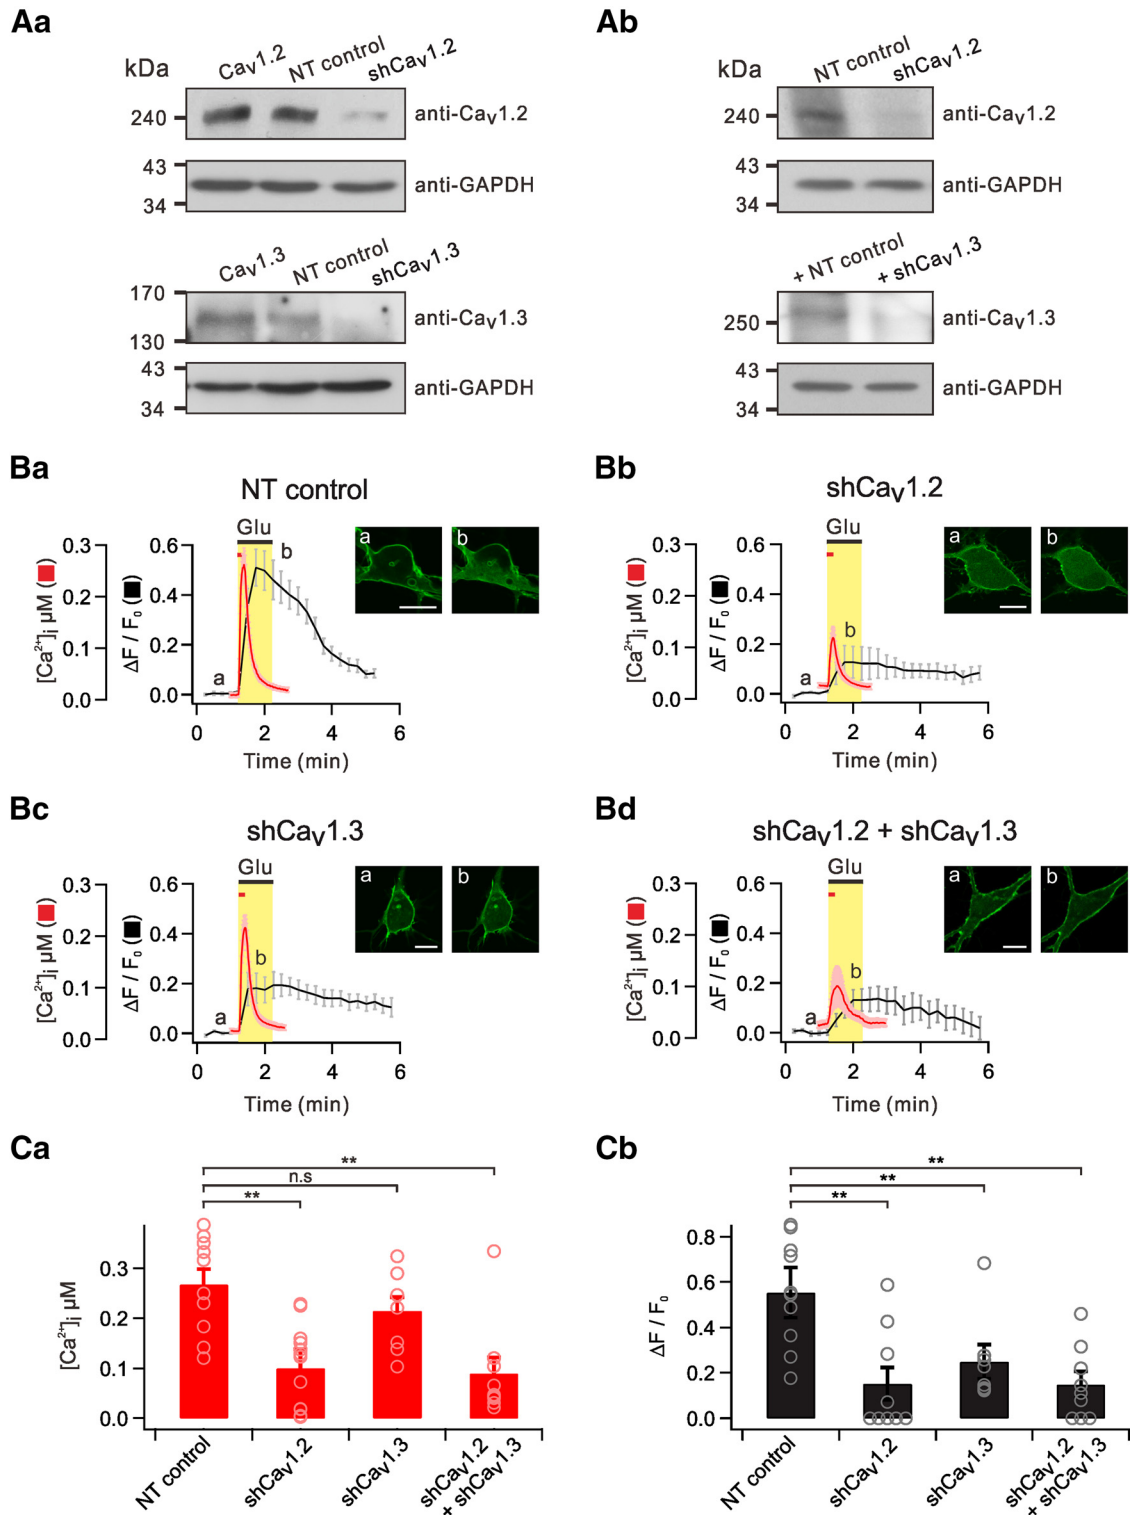 Aa
kDa
Cav1.2
NT control
shCav1.2
240
anti-Cav1.2
43
34
anti-GAPDH
Cav1.3
NT control
shCav1.3
170
130
anti-Cav1.3
43
34
anti-GAPDH
Ab
kDa
NT control
shCav1.2
240
anti-Cav1.2
43
34
anti-GAPDH
+ NT control
+ shCav1.3
250
anti-Cav1.3
43
34
anti-GAPDH
Ba
NT control
Glu
a
b
a
b
[Ca²⁺]i µM (■)
0.3
0.2
0.1
0.0
ΔF / F₀ (■)
0.6
0.4
0.2
0.0
0 2 4 6
Time (min)
Bb
shCav1.2
Glu
a
b
a
b
[Ca²⁺]i µM (■)
0.3
0.2
0.1
0.0
ΔF / F₀ (■)
0.6
0.4
0.2
0.0
0 2 4 6
Time (min)
Bc
shCav1.3
Glu
a
b
a
b
[Ca²⁺]i µM (■)
0.3
0.2
0.1
0.0
ΔF / F₀ (■)
0.6
0.4
0.2
0.0
0 2 4 6
Time (min)
Bd
shCav1.2 + shCav1.3
Glu
a
b
a
b
[Ca²⁺]i µM (■)
0.3
0.2
0.1
0.0
ΔF / F₀ (■)
0.6
0.4
0.2
0.0
0 2 4 6
Time (min)
Ca
**
n.s
**
[Ca²⁺]i µM
0.3
0.2
0.1
0.0
NT control
shCav1.2
shCav1.3
shCav1.2
+ shCav1.3
Cb
**
**
**
ΔF / F₀
0.8
0.6
0.4
0.2
0.0
NT control
shCav1.2
shCav1.3
shCav1.2
+ shCav1.3